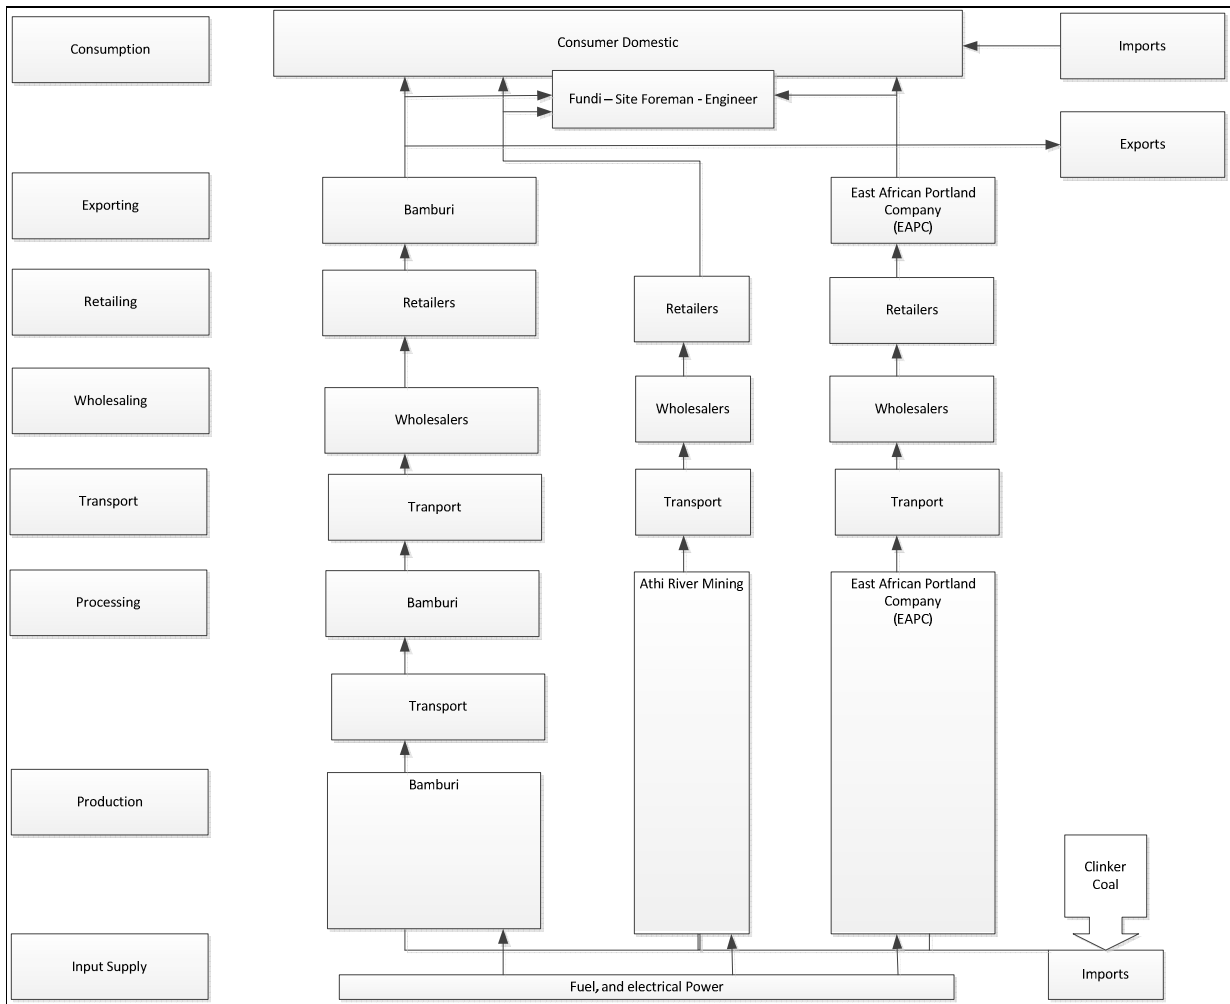 Consumption
Consumer Domestic
Imports
Fundi – Site Foreman - Engineer
Exports
Exporting
Bamburi
East African Portland
Company
(EAPC)
Retailing
Retailers
Retailers
Retailers
Wholesaling
Wholesalers
Wholesalers
Wholesalers
Transport
Tranport
Transport
Tranport
Processing
Bamburi
Athi River Mining
East African Portland
Company
(EAPC)
Transport
Production
Bamburi
Clinker
Coal
Input Supply
Imports
Fuel, and electrical Power